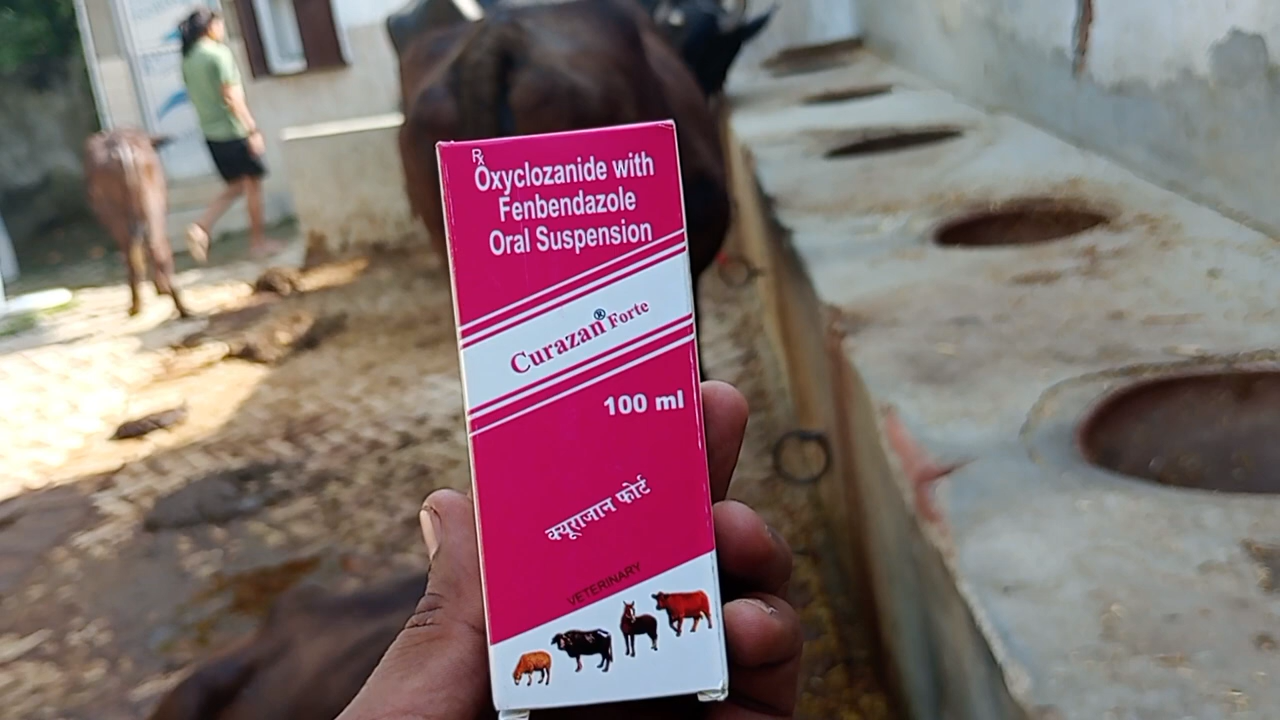 Rx
Oxyclozanide with
Fenbendazole
Oral Suspension
Curazan® Forte
100 ml
क्यूराजान फोर्ट
VETERINARY